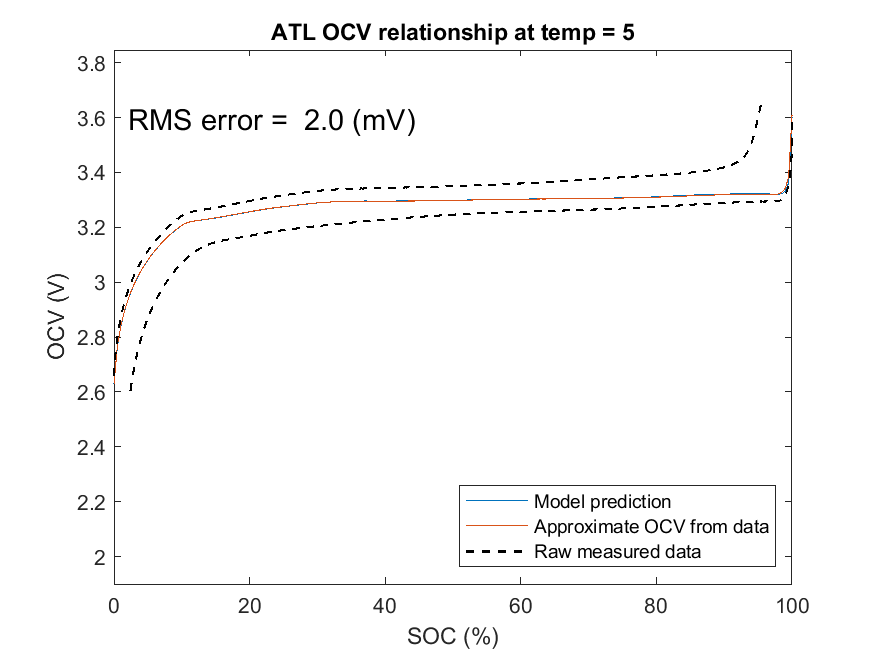 ATL OCV relationship at temp = 5
3.8
3.6
3.4
3.2
3
2.8
2.6
2.4
2.2
2
OCV (V)
RMS error =  2.0 (mV)
Model prediction
Approximate OCV from data
Raw measured data
0 20 40 60 80 100
SOC (%)